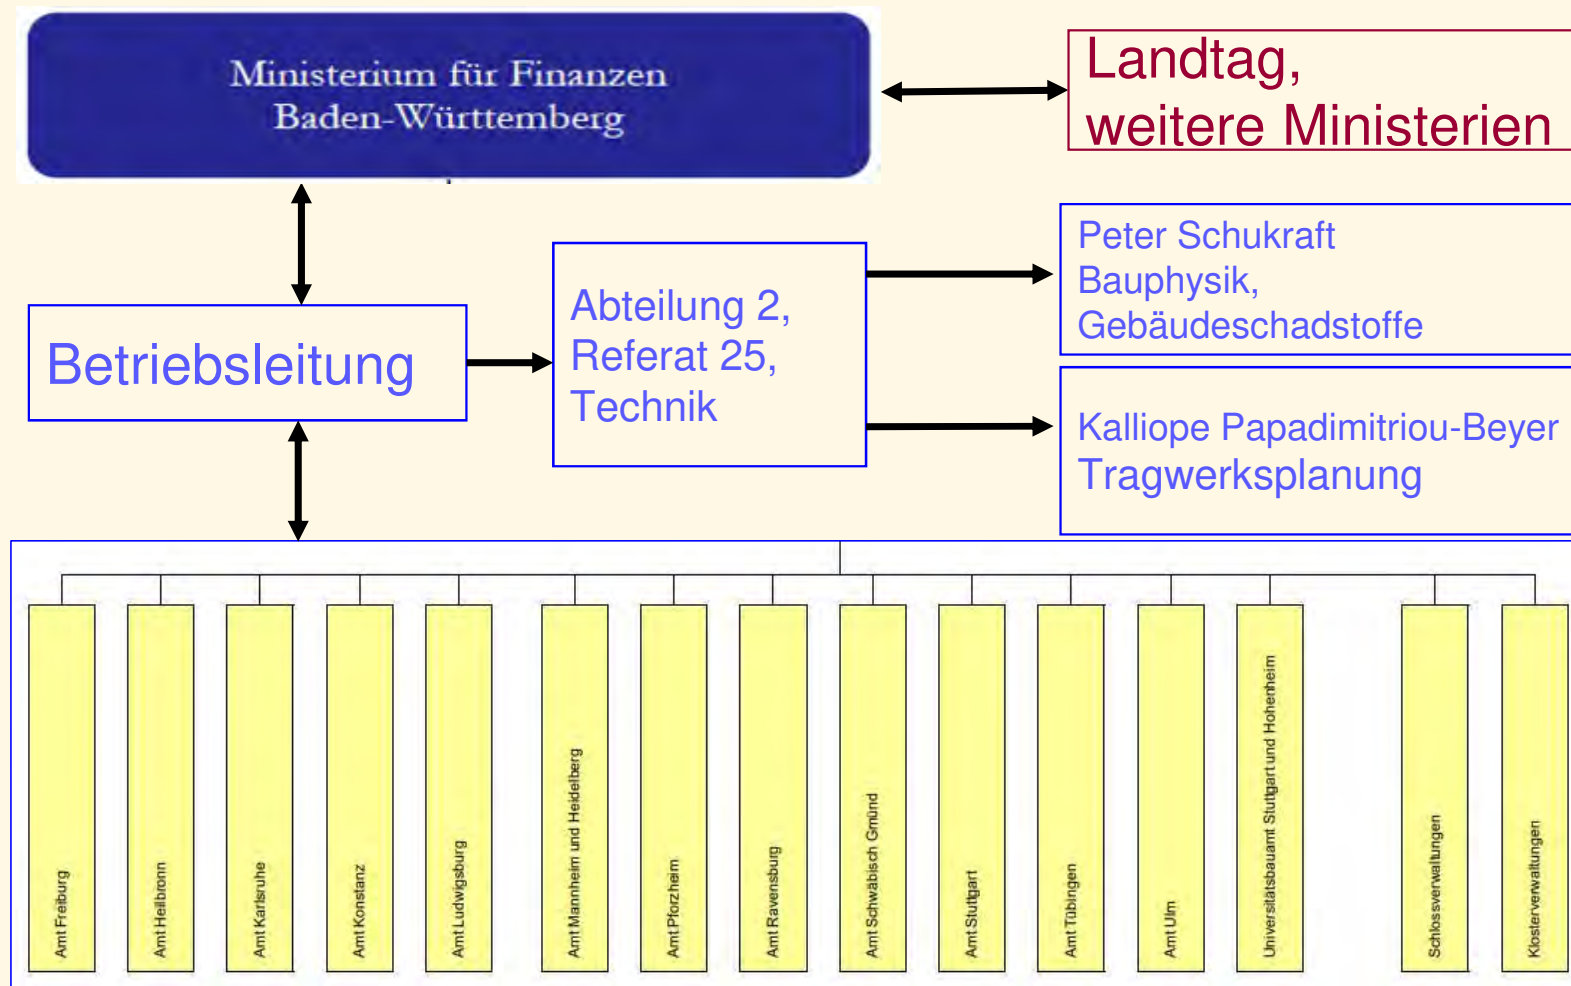 Ministerium für Finanzen
Baden-Württemberg
Landtag,
weitere Ministerien
Betriebsleitung
Abteilung 2,
Referat 25,
Technik
Peter Schukraft
Bauphysik,
Gebäudeschadstoffe
Kalliope Papadimitriou-Beyer
Tragwerksplanung
Amt Freiburg
Amt Heilbronn
Amt Karlsruhe
Amt Konstanz
Amt Ludwigsburg
Amt Mannheim und Heidelberg
Amt Pforzheim
Amt Ravensburg
Amt Schwäbisch Gmünd
Amt Stuttgart
Amt Tübingen
Amt Ulm
Universitätsbauamt Stuttgart und Hohenheim
Schlossverwaltungen
Klosterverwaltungen